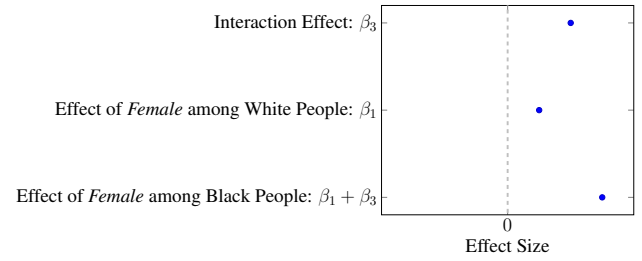 Interaction Effect: β₃
Effect of Female among White People: β₁
Effect of Female among Black People: β₁ + β₃
0
Effect Size